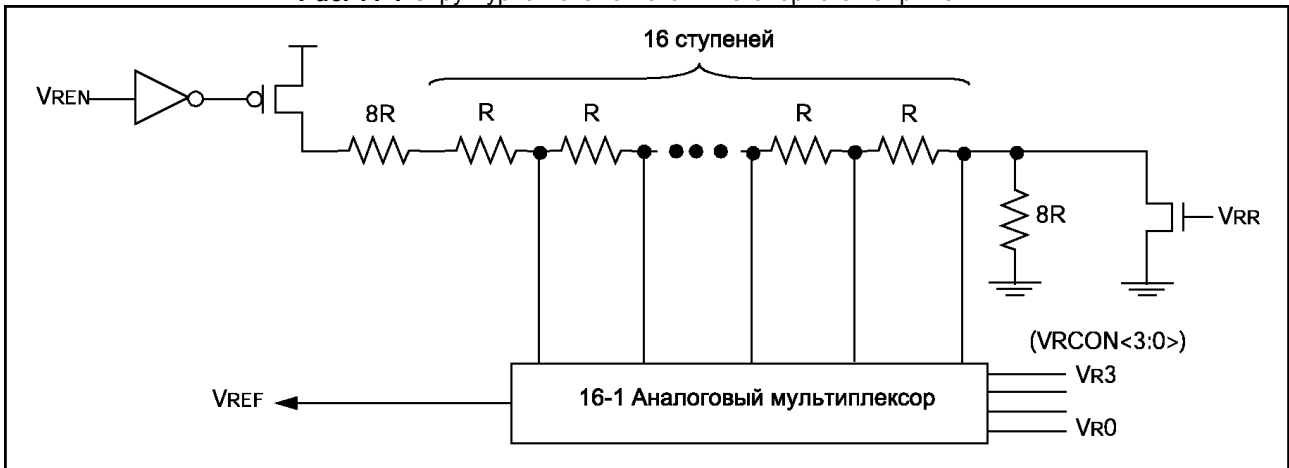 16 ступеней
VREN
8R
R
R
R
R
8R
VRR
(VRCON<3:0>)
VR3
16-1 Аналоговый мультиплексор
VREF
VR0